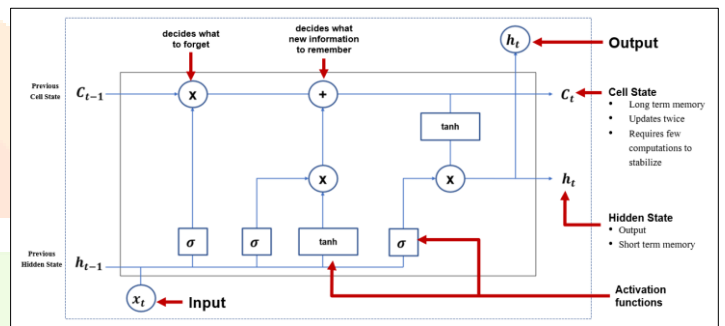 decides what
to forget
decides what
new information
to remember
h_t
Output
Previous
Cell State
C_{t-1}
x
+
C_t
Cell State
• Long term memory
• Updates twice
• Requires few
computations to
stabilize
tanh
x
x
h_t
Hidden State
• Output
• Short term memory
σ
σ
tanh
σ
Previous
Hidden State
h_{t-1}
Activation
functions
x_t
Input